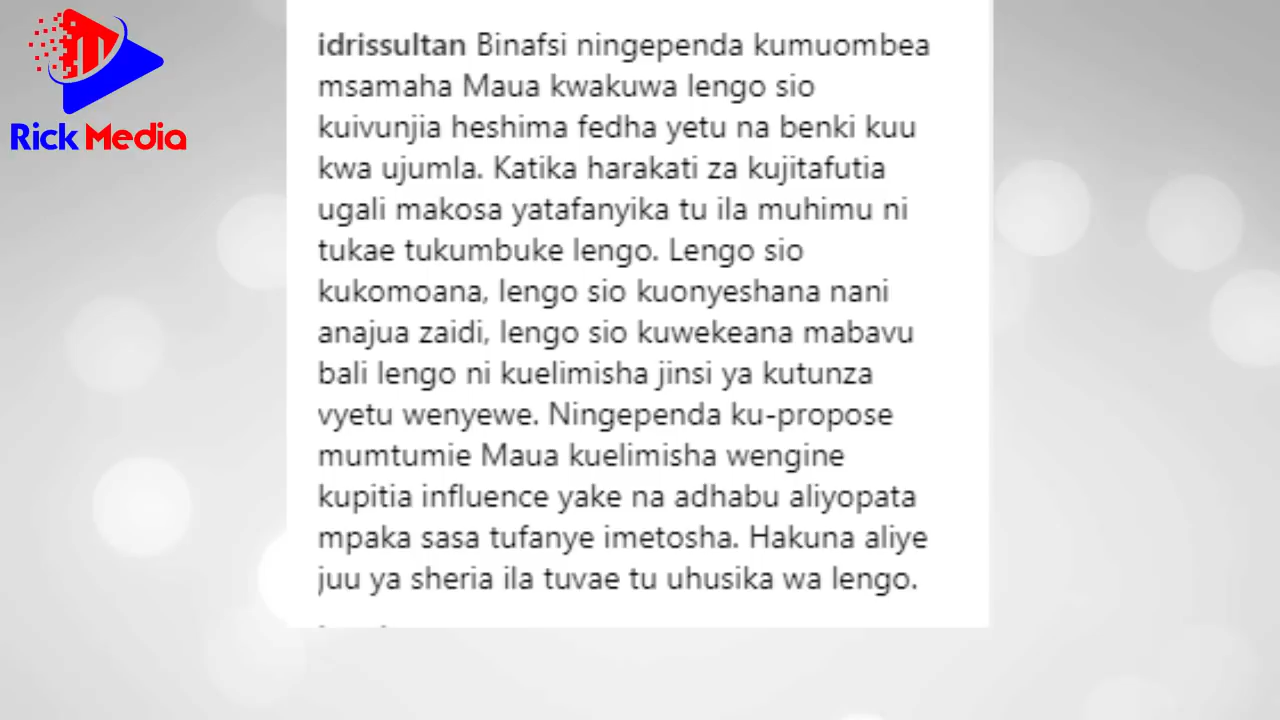 Rick Media
idrissultan Binafsi ningependa kumuombea
msamaha Maua kwakuwa lengo sio
kuivunjia heshima fedha yetu na benki kuu
kwa ujumla. Katika harakati za kujitafutia
ugali makosa yatafanyika tu ila muhimu ni
tukae tukumbuke lengo. Lengo sio
kukomoana, lengo sio kuonyeshana nani
anajua zaidi, lengo sio kuwekeana mabavu
bali lengo ni kuelimisha jinsi ya kutunza
vyetu wenyewe. Ningependa ku-propose
mumtumie Maua kuelimisha wengine
kupitia influence yake na adhabu aliyopata
mpaka sasa tufanye imetosha. Hakuna aliye
juu ya sheria ila tuvae tu uhusika wa lengo.